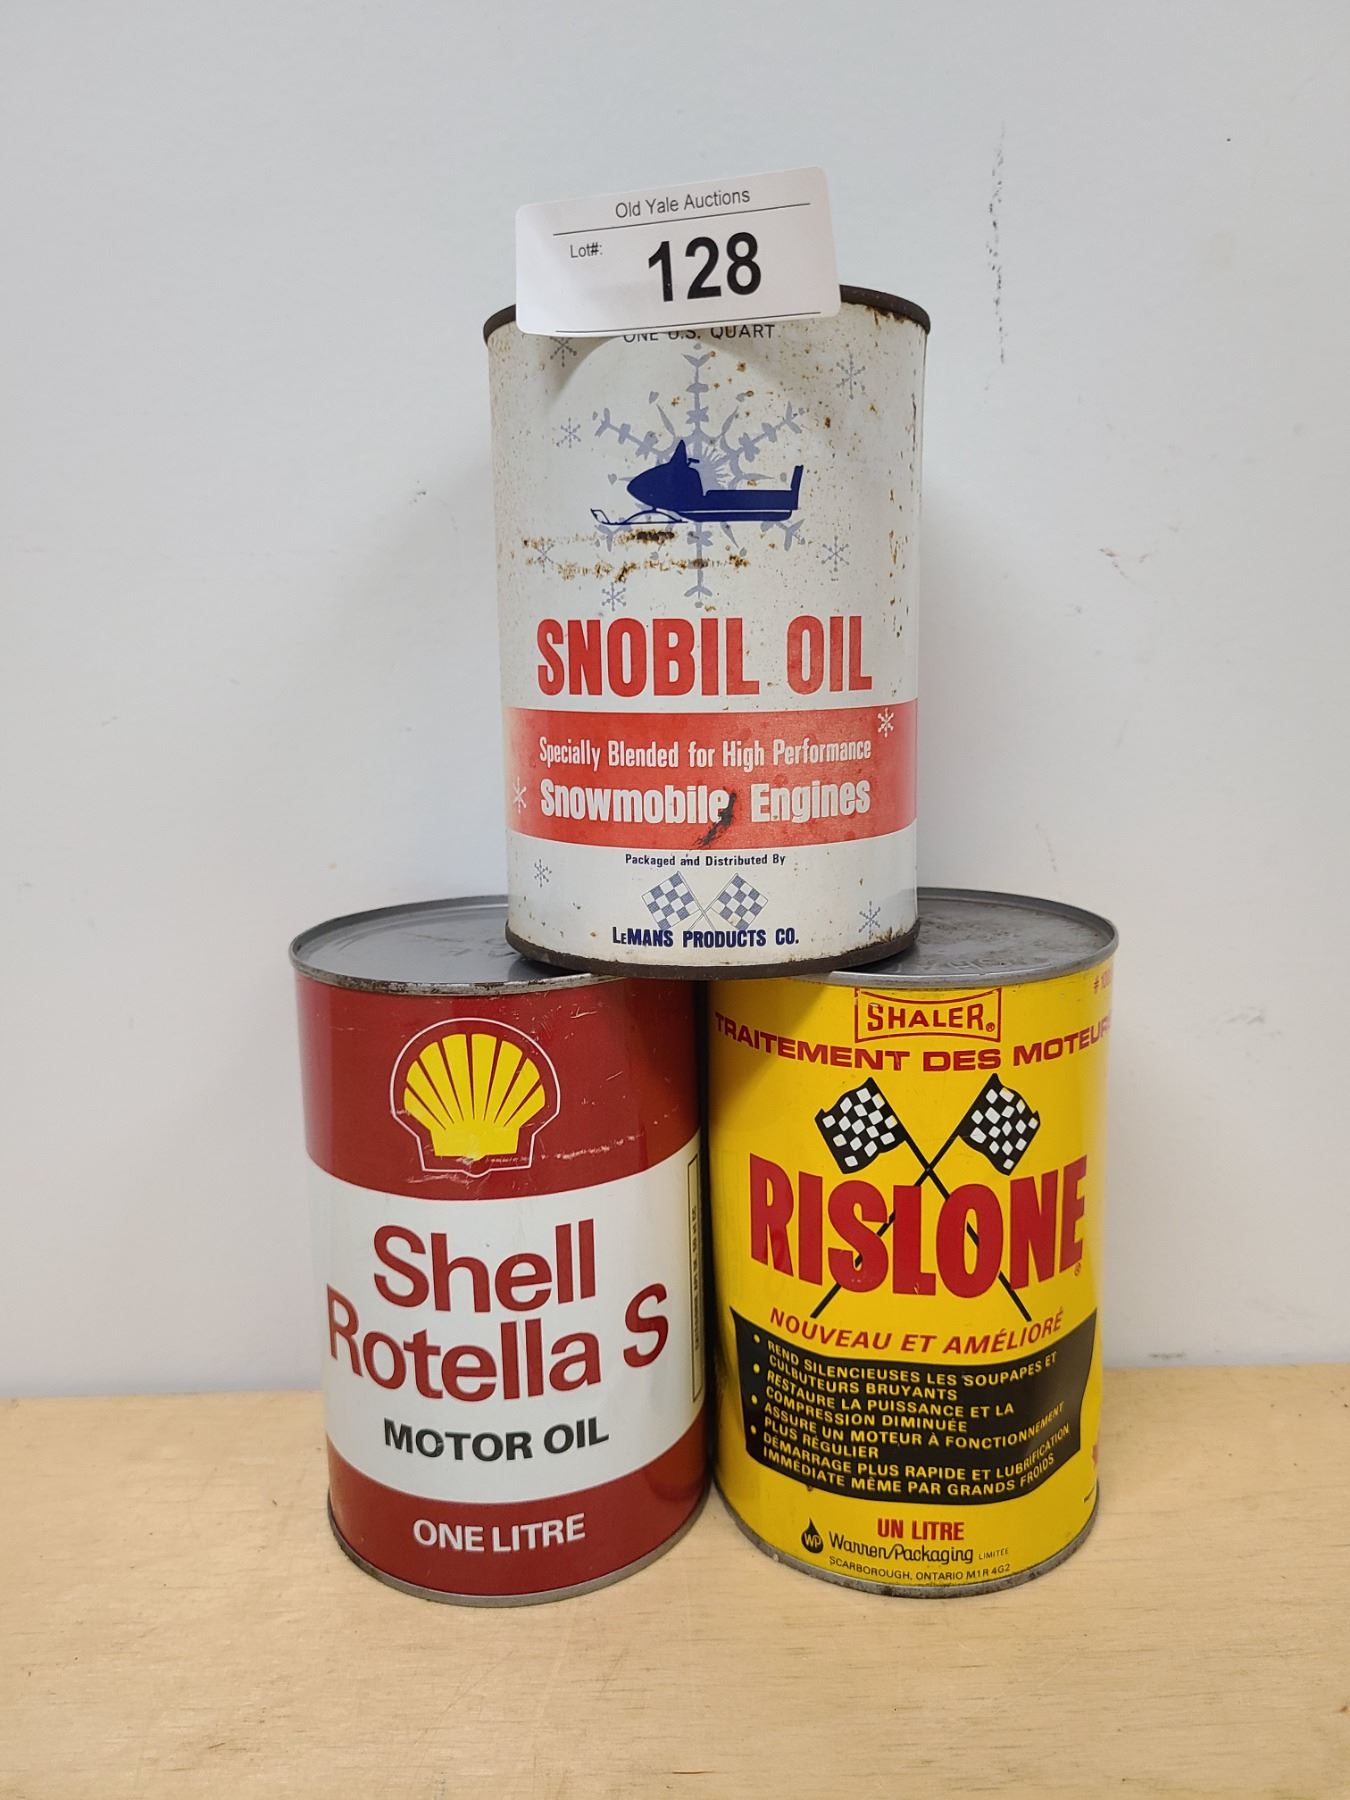 Old Yale Auctions
Lot#:
128
ONE U.S. QUART
SNOBIL OIL
Specially Blended for High Performance
Snowmobile Engines
Packaged and Distributed By
LEMANS PRODUCTS CO.
Shell
Rotella S
MOTOR OIL
ONE LITRE
SHALER®
TRAITEMENT DES MOTEURS
RISLONE®
NOUVEAU ET AMÉLIORÉ
• REND SILENCIEUSES LES SOUPAPES ET
CULBUTEURS BRUYANTS
• RESTAURE LA PUISSANCE ET LA
COMPRESSION DIMINUÉE
• ASSURE UN MOTEUR À FONCTIONNEMENT
PLUS RÉGULIER
• DÉMARRAGE PLUS RAPIDE ET LUBRIFICATION
IMMÉDIATE MÊME PAR GRANDS FROIDS
UN LITRE
WP Warren/Packaging LIMITÉE
SCARBOROUGH, ONTARIO M1R 4G2